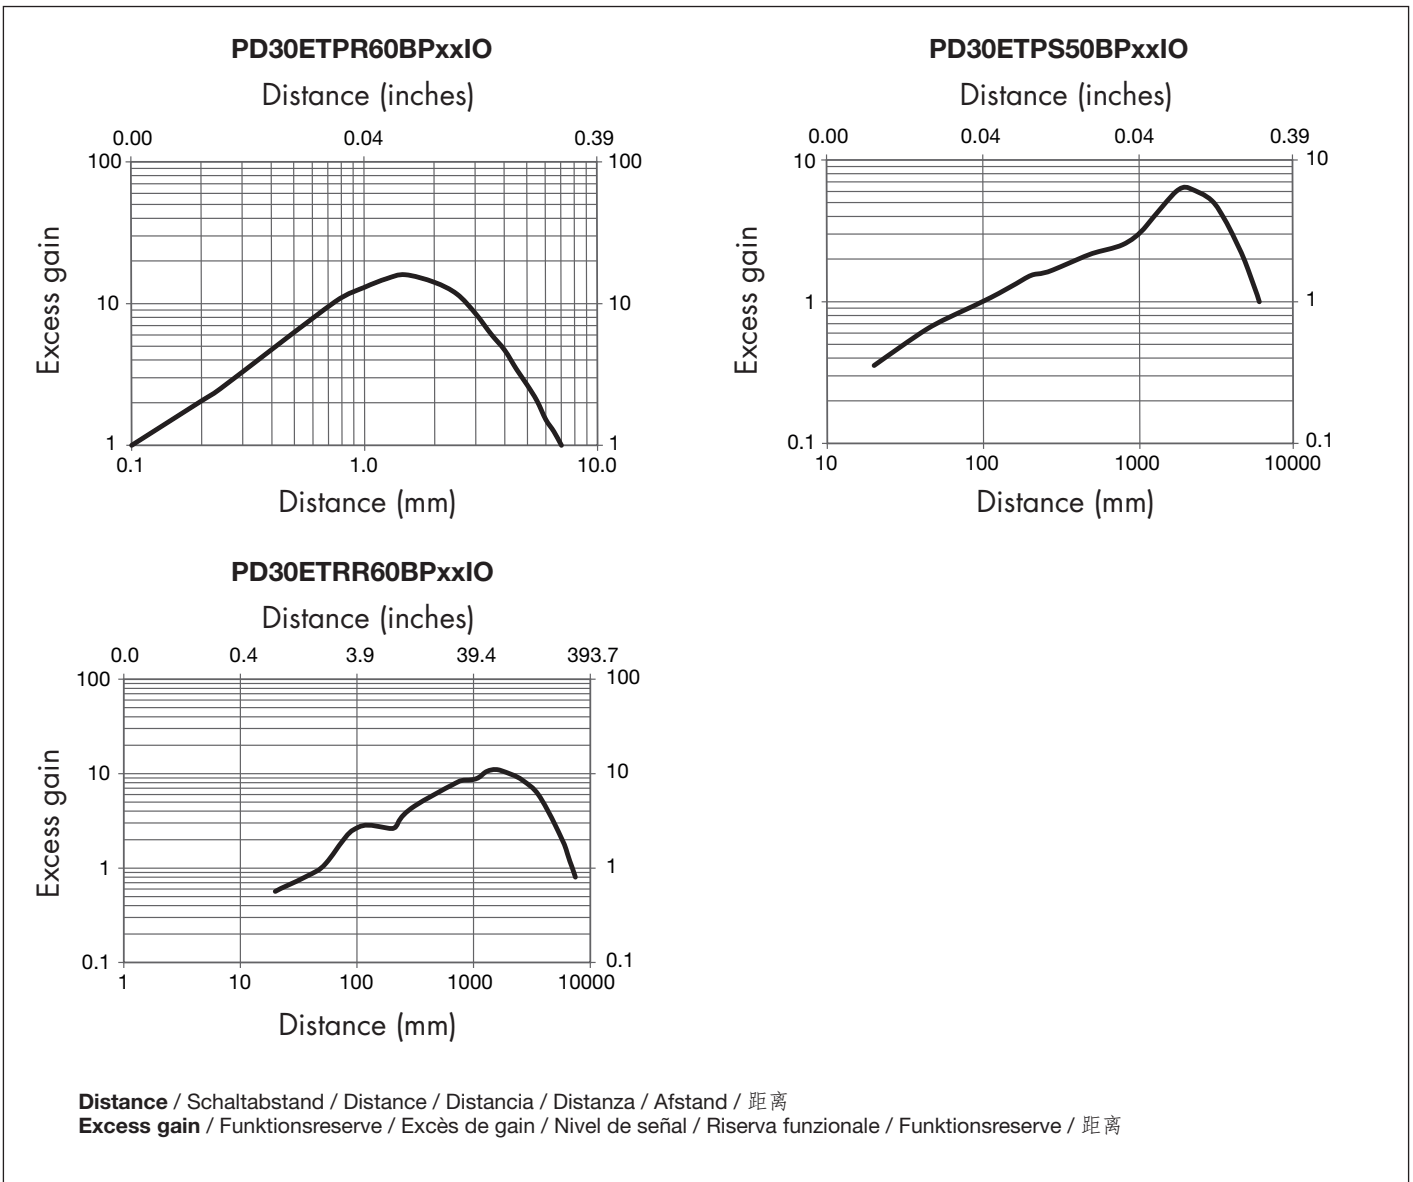 PD30ETPR60BPxxIO
Distance (inches)
0.00 0.04 0.39
100 100
Excess gain
10 10
1 1
0.1 1.0 10.0
Distance (mm)
PD30ETPS50BPxxIO
Distance (inches)
0.00 0.04 0.04 0.39
10 10
Excess gain
1 1
0.1 0.1
10 100 1000 10000
Distance (mm)
PD30ETRR60BPxxIO
Distance (inches)
0.0 0.4 3.9 39.4 393.7
100 100
10 10
Excess gain
1 1
0.1 0.1
1 10 100 1000 10000
Distance (mm)
Distance / Schaltabstand / Distance / Distancia / Distanza / Afstand / 距离
Excess gain / Funktionsreserve / Excès de gain / Nivel de señal / Riserva funzionale / Funktionsreserve / 距离